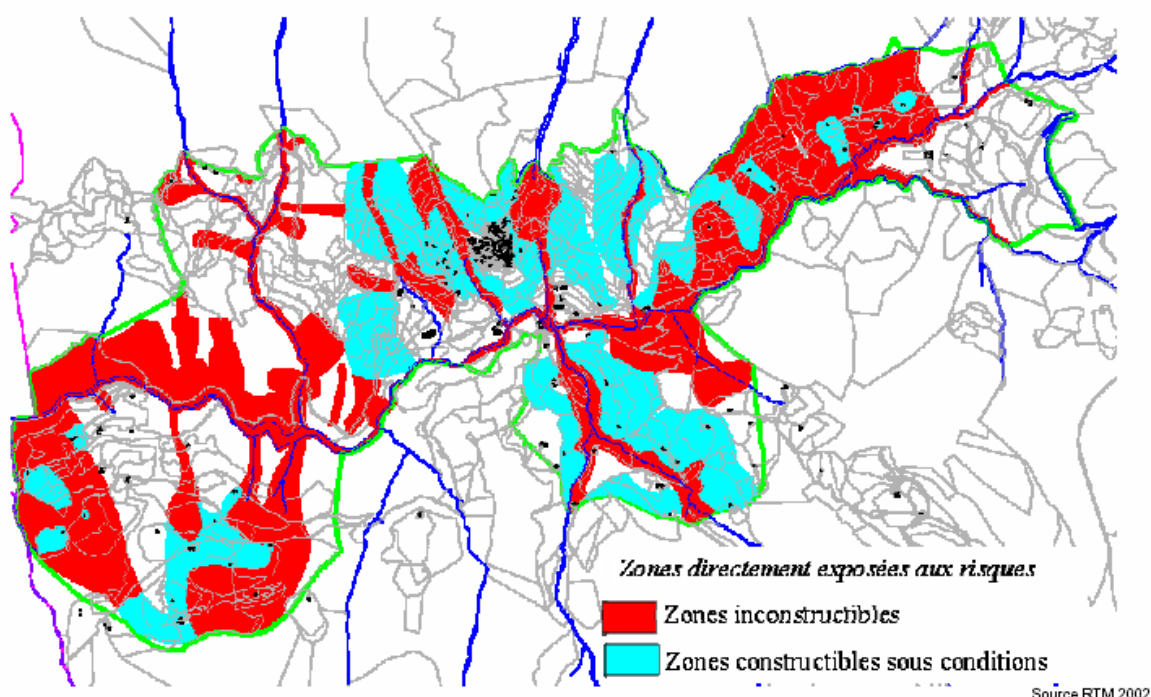 Zones directement exposées aux risques
Zones inconstructibles
Zones constructibles sous conditions
Source RTM 2002